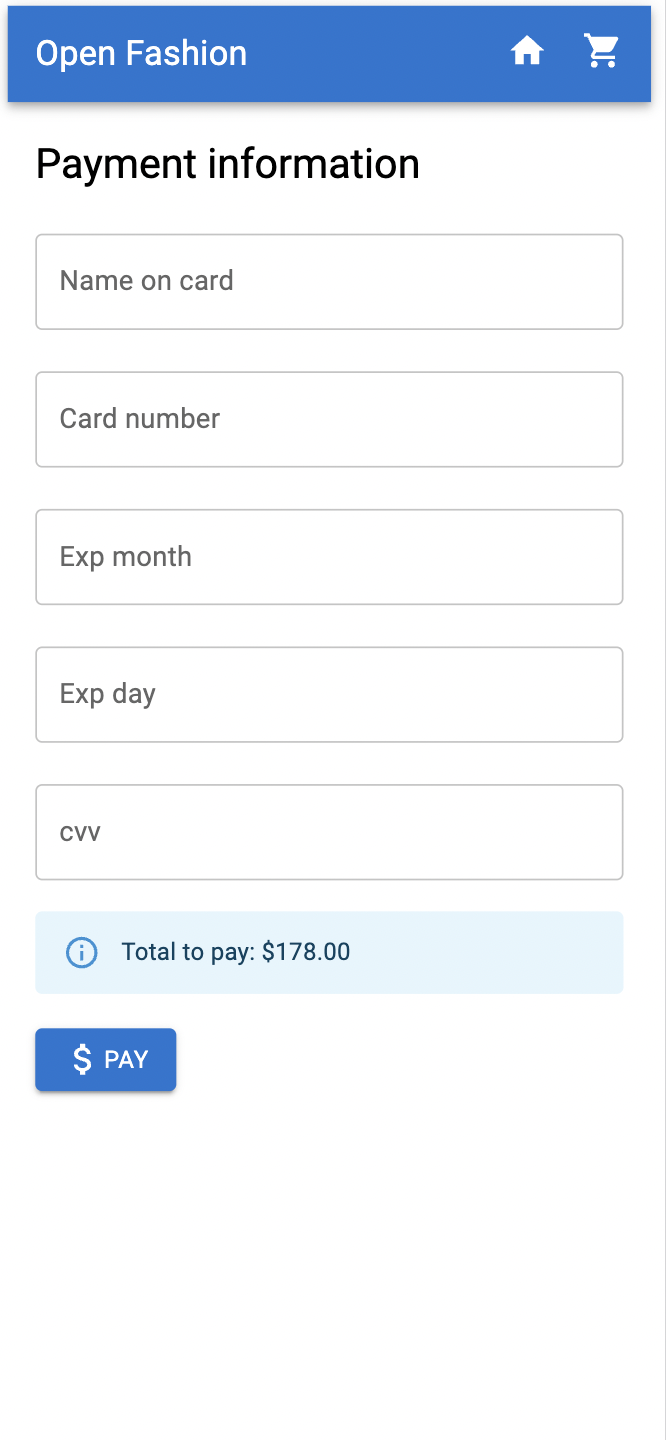 Open Fashion
Payment information
Name on card
Card number
Exp month
Exp day
cvv
Total to pay: $178.00
$ PAY